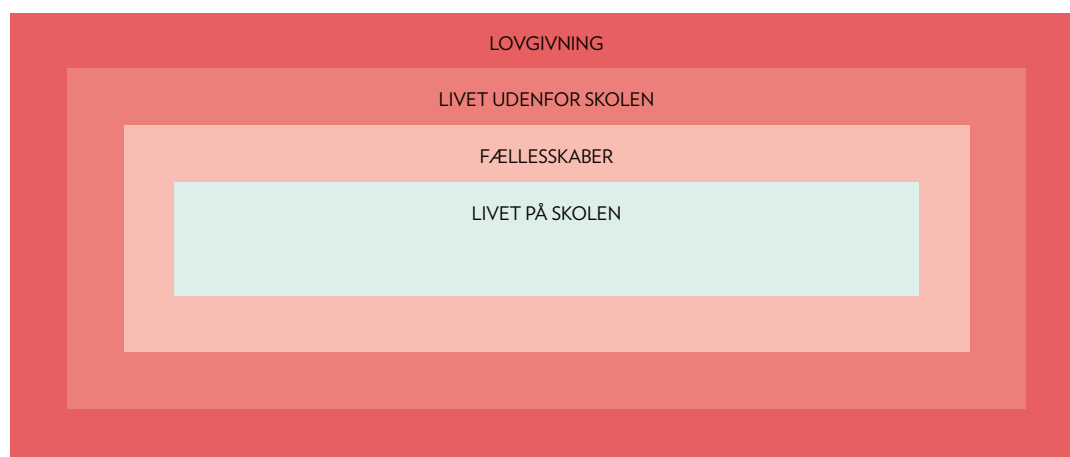 LOVGIVNING
LIVET UDENFOR SKOLEN
FÆLLESSKABER
LIVET PÅ SKOLEN